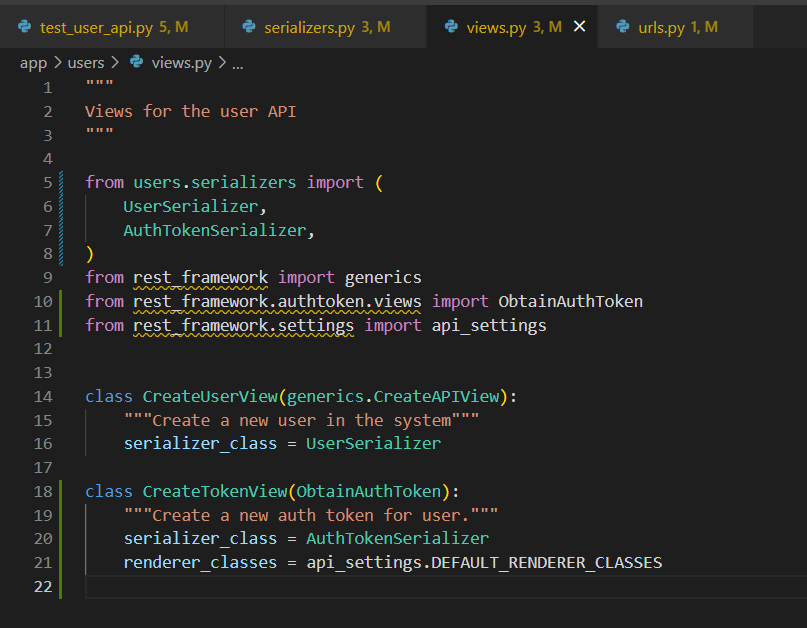 test_user_api.py 5, M serializers.py 3, M views.py 3, M urls.py 1, M
app > users > views.py > ...
1 """
2 Views for the user API
3 """
4
5 from users.serializers import (
6 UserSerializer,
7 AuthTokenSerializer,
8 )
9 from rest_framework import generics
10 from rest_framework.authtoken.views import ObtainAuthToken
11 from rest_framework.settings import api_settings
12
13
14 class CreateUserView(generics.CreateAPIView):
15 """Create a new user in the system"""
16 serializer_class = UserSerializer
17
18 class CreateTokenView(ObtainAuthToken):
19 """Create a new auth token for user."""
20 serializer_class = AuthTokenSerializer
21 renderer_classes = api_settings.DEFAULT_RENDERER_CLASSES
22